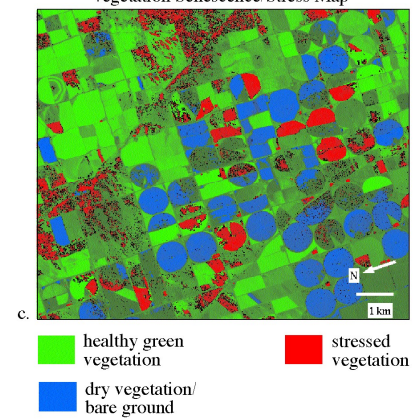 Vegetation Senescence/Stress Map
N
1 km
c.
healthy green
vegetation
stressed
vegetation
dry vegetation/
bare ground